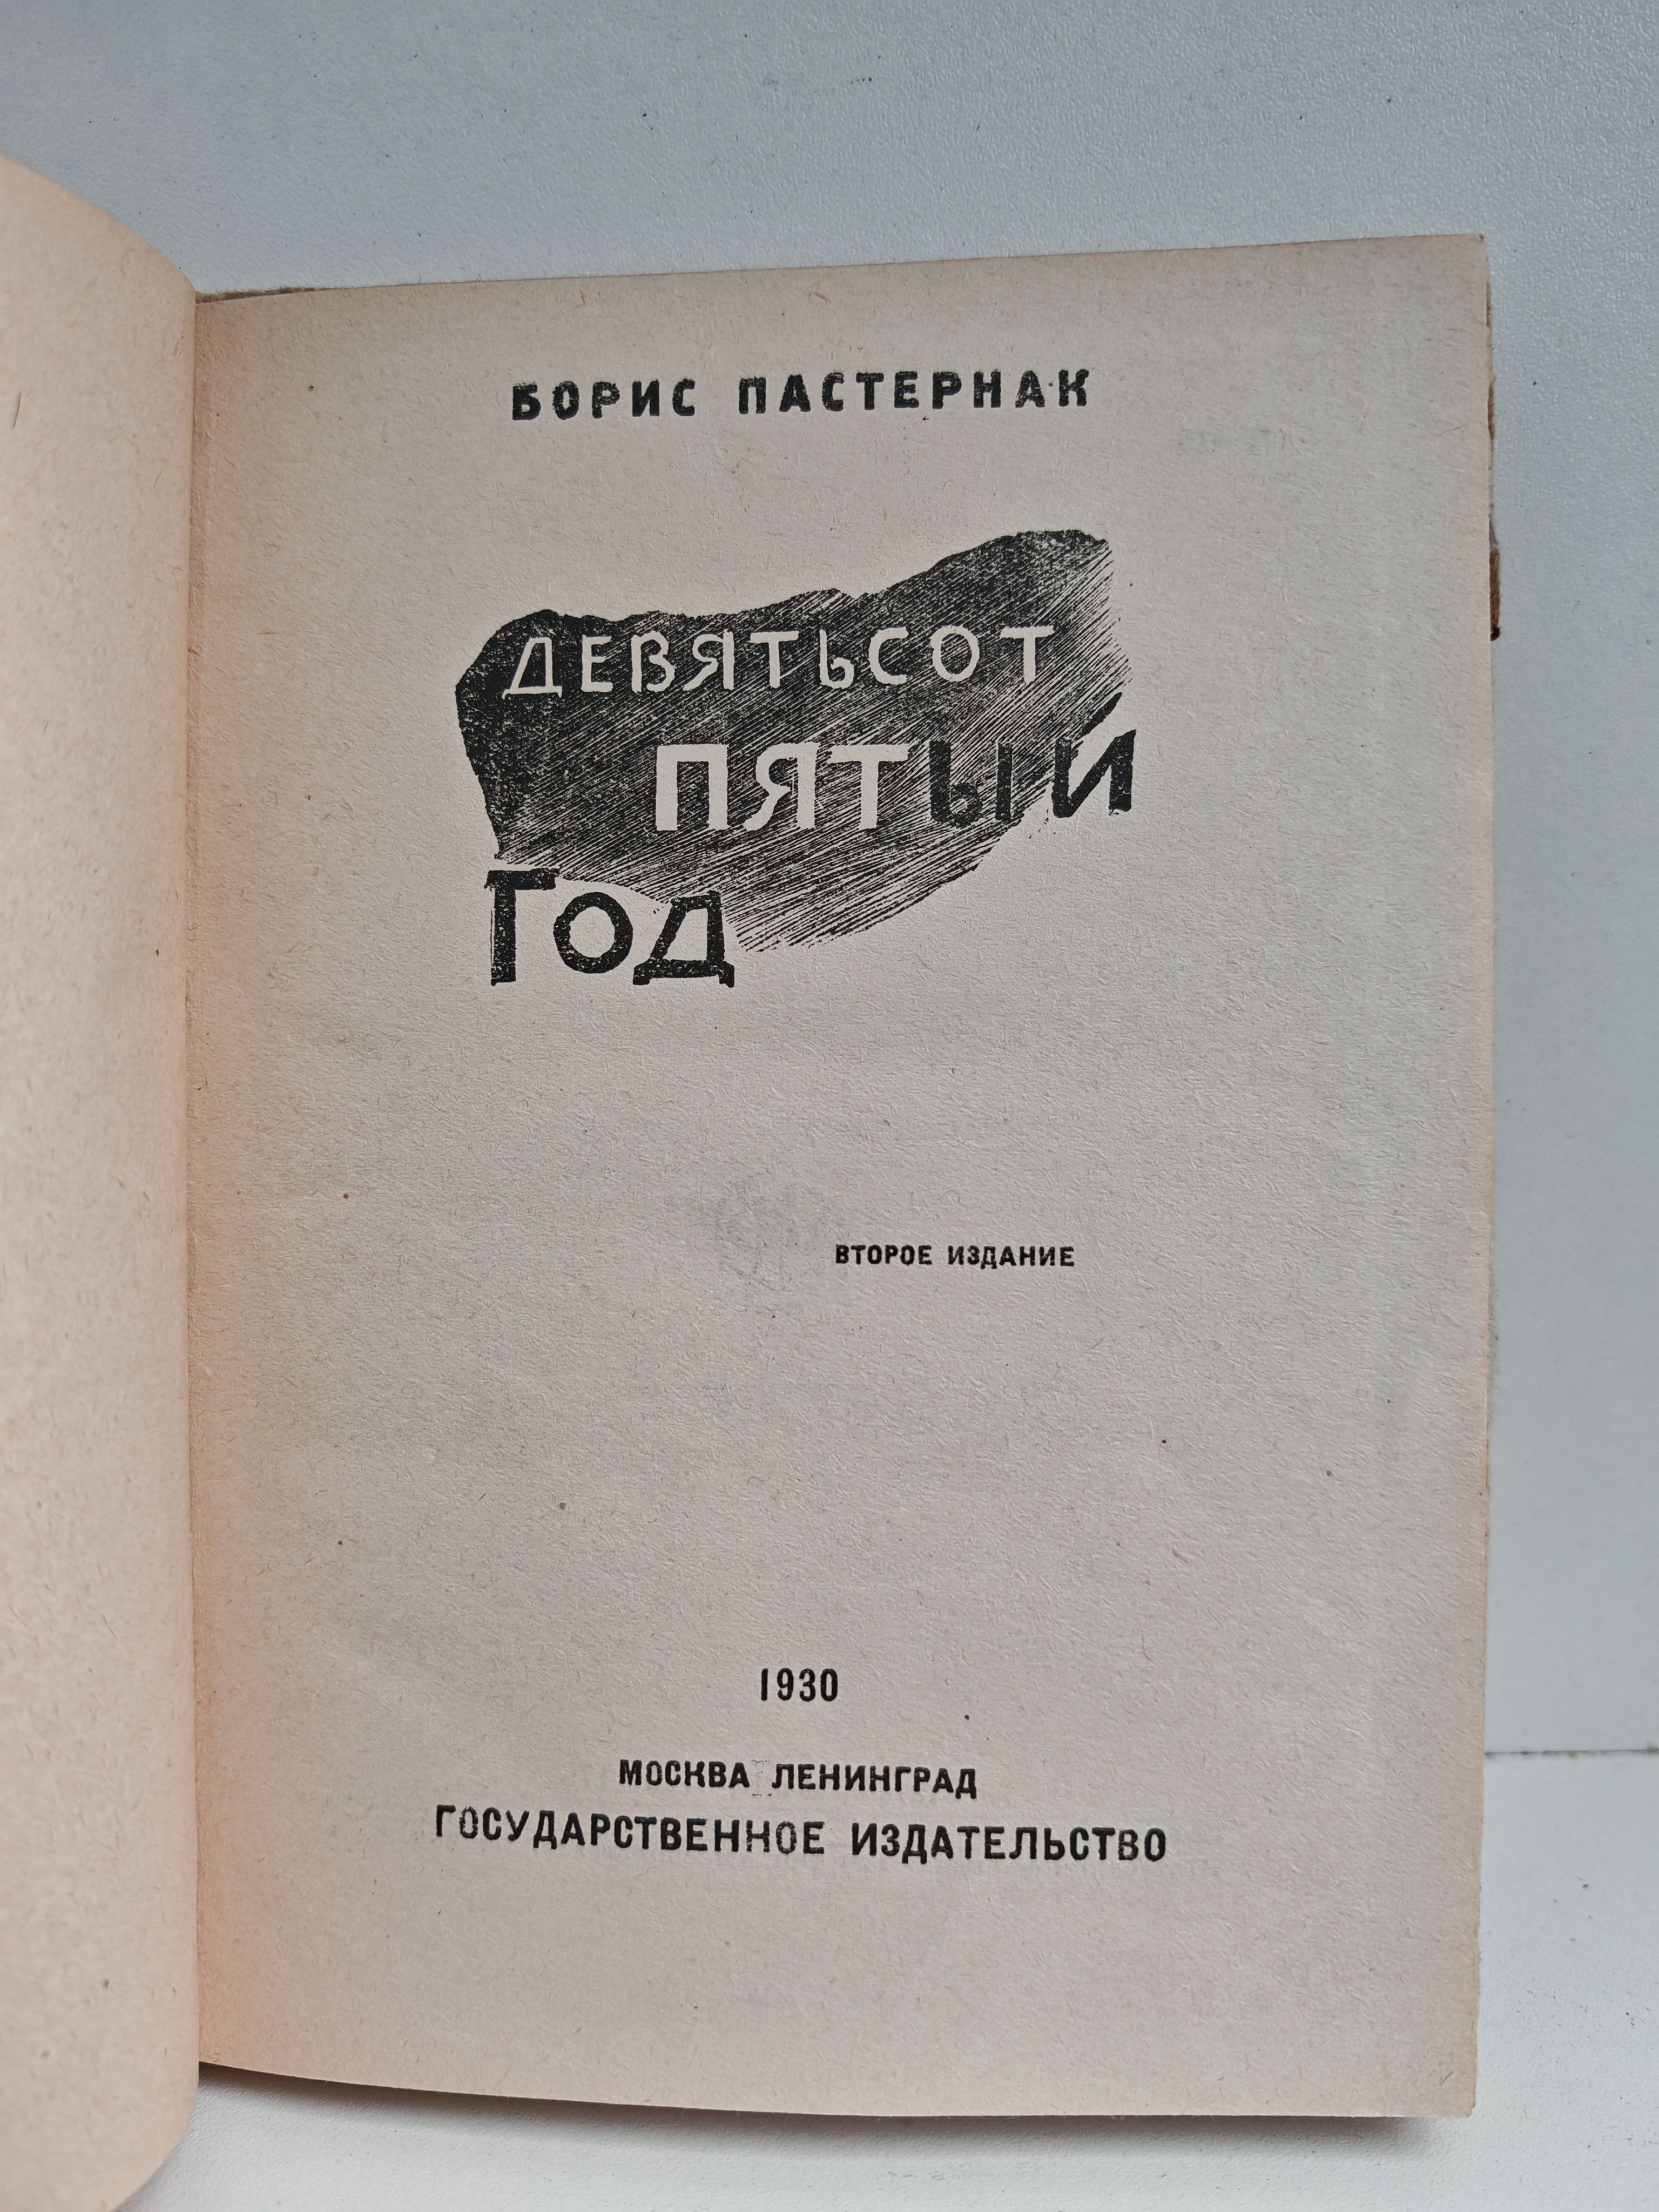 БОРИС ПАСТЕРНАК
ДЕВЯТЬСОТ
ПЯТЫЙ
ГОД
ВТОРОЕ ИЗДАНИЕ
1930
МОСКВА ЛЕНИНГРАД
ГОСУДАРСТВЕННОЕ ИЗДАТЕЛЬСТВО